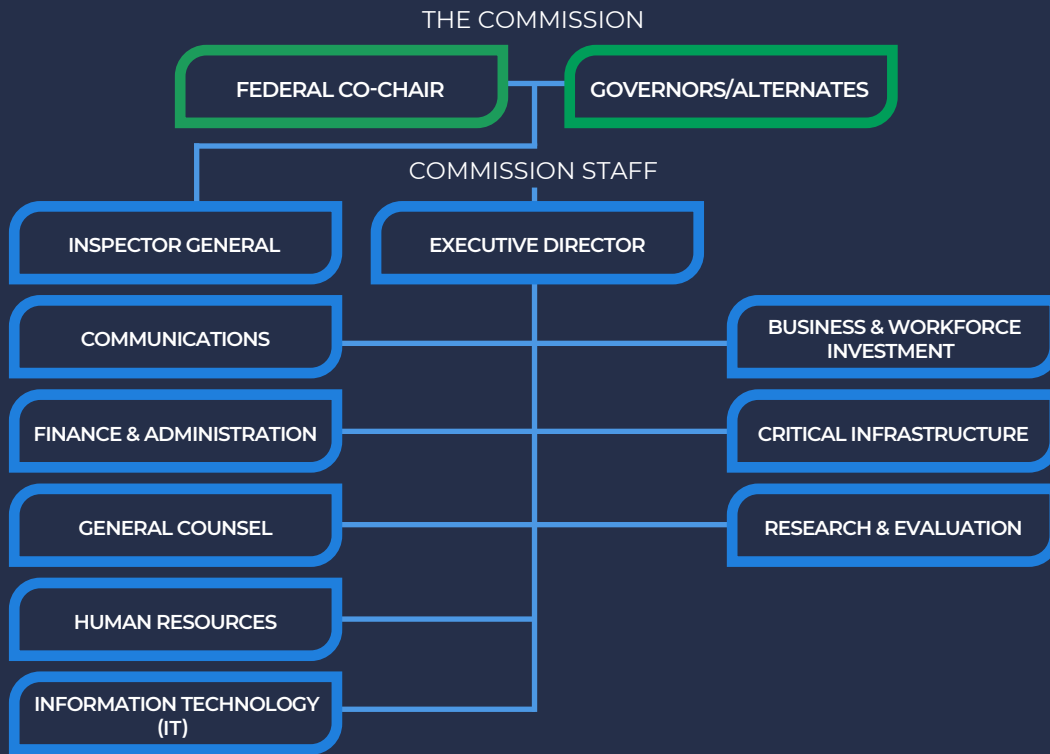 THE COMMISSION
FEDERAL CO-CHAIR
GOVERNORS/ALTERNATES
COMMISSION STAFF
INSPECTOR GENERAL
EXECUTIVE DIRECTOR
COMMUNICATIONS
BUSINESS & WORKFORCE
INVESTMENT
FINANCE & ADMINISTRATION
CRITICAL INFRASTRUCTURE
GENERAL COUNSEL
RESEARCH & EVALUATION
HUMAN RESOURCES
INFORMATION TECHNOLOGY
(IT)